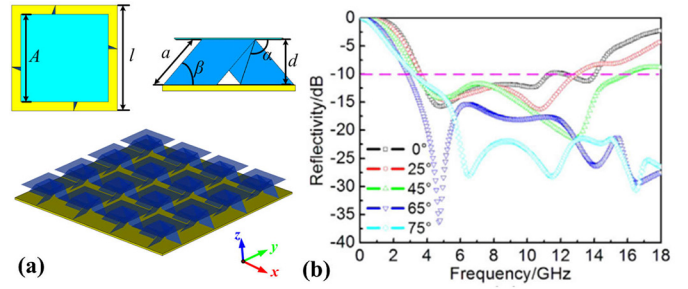 A
l
a
β
α
d
z
y
x
(a)
Reflectivity/dB
0
-5
-10
-15
-20
-25
-30
-35
-40
0°
25°
45°
65°
75°
0 2 4 6 8 10 12 14 16 18
Frequency/GHz
(b)